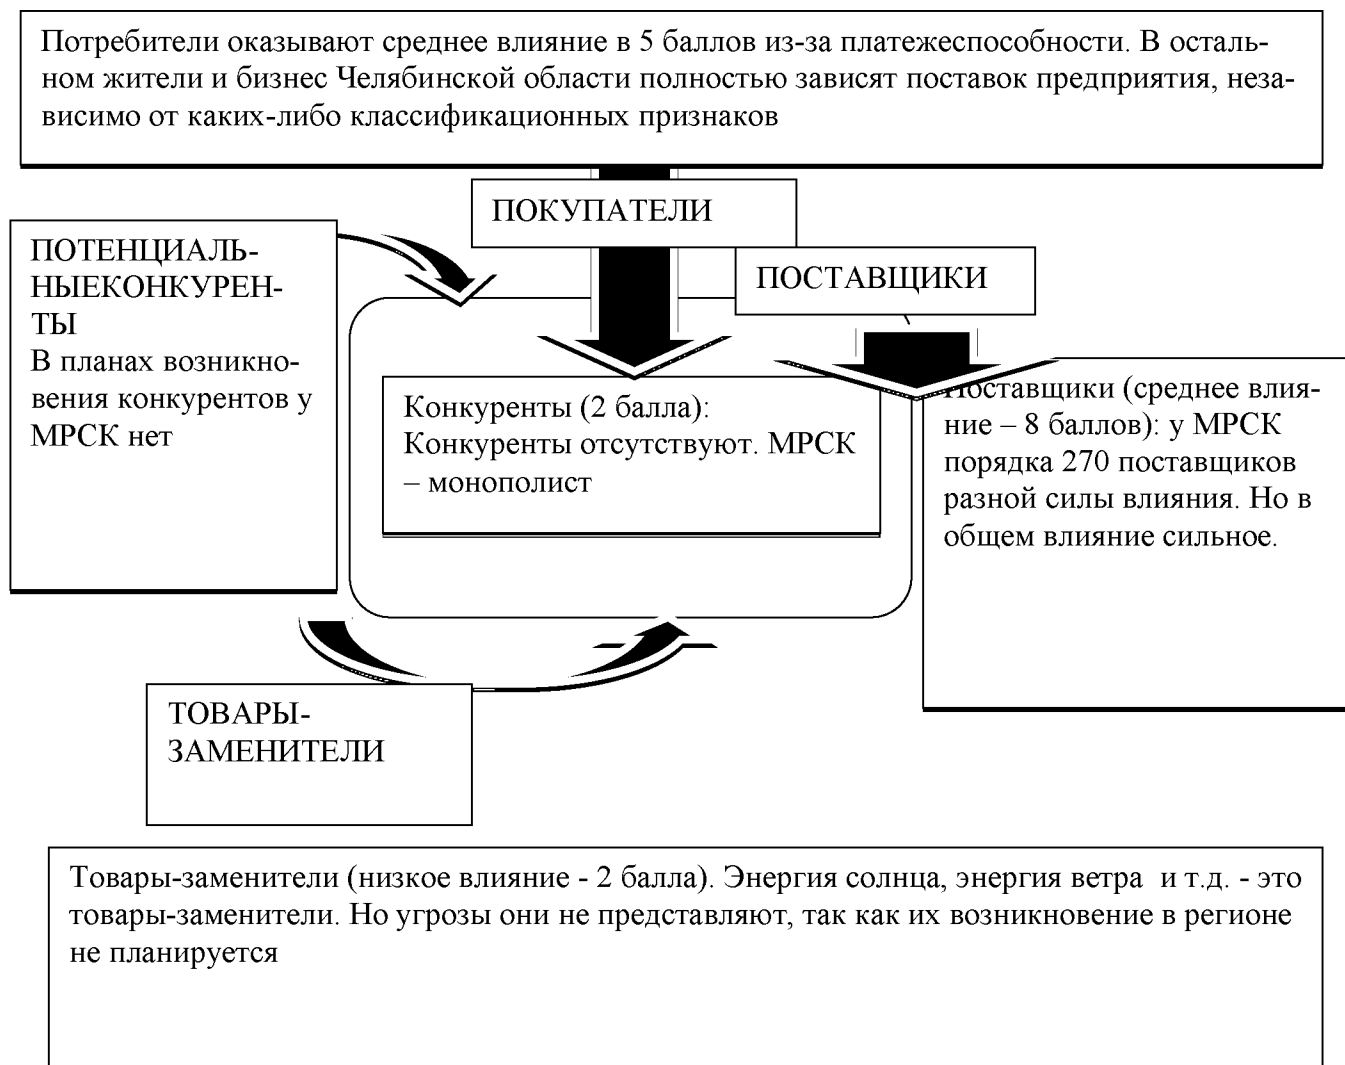 Потребители оказывают среднее влияние в 5 баллов из-за платежеспособности. В осталь-
ном жители и бизнес Челябинской области полностью зависят поставок предприятия, неза-
висимо от каких-либо классификационных признаков
ПОКУПАТЕЛИ
ПОТЕНЦИАЛЬ-
НЫЕКОНКУРЕН-
ТЫ
В планах возникно-
вения конкурентов у
МРСК нет
ПОСТАВЩИКИ
Конкуренты (2 балла):
Конкуренты отсутствуют. МРСК
– монополист
Поставщики (среднее влия-
ние – 8 баллов): у МРСК
порядка 270 поставщиков
разной силы влияния. Но в
общем влияние сильное.
ТОВАРЫ-
ЗАМЕНИТЕЛИ
Товары-заменители (низкое влияние - 2 балла). Энергия солнца, энергия ветра  и т.д. - это
товары-заменители. Но угрозы они не представляют, так как их возникновение в регионе
не планируется